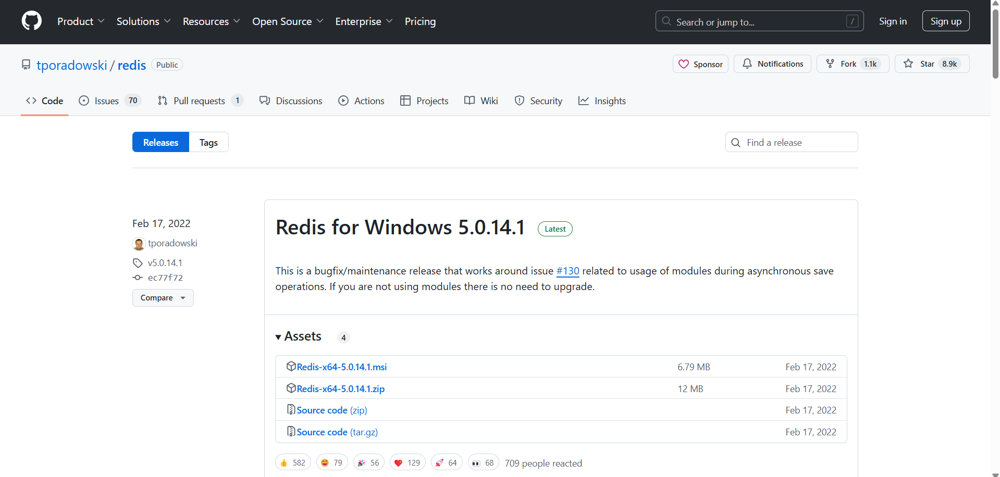 Product Solutions Resources Open Source Enterprise Pricing Search or jump to... / Sign in Sign up
tporadowski / redis Public Sponsor Notifications Fork 1.1k Star 8.9k
Code Issues 70 Pull requests 1 Discussions Actions Projects Wiki Security Insights
Releases Tags Find a release
Feb 17, 2022
tporadowski
v5.0.14.1
ec77f72
Compare
Redis for Windows 5.0.14.1 Latest
This is a bugfix/maintenance release that works around issue #130 related to usage of modules during asynchronous save
operations. If you are not using modules there is no need to upgrade.
Assets 4
Redis-x64-5.0.14.1.msi 6.79 MB Feb 17, 2022
Redis-x64-5.0.14.1.zip 12 MB Feb 17, 2022
Source code (zip) Feb 17, 2022
Source code (tar.gz) Feb 17, 2022
582 79 56 129 64 68 709 people reacted